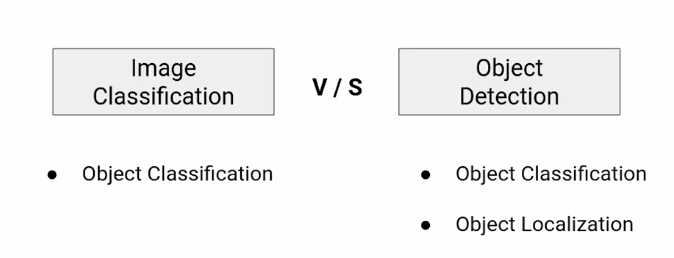 Image
Classification
V / S
Object
Detection
● Object Classification
● Object Classification
● Object Localization